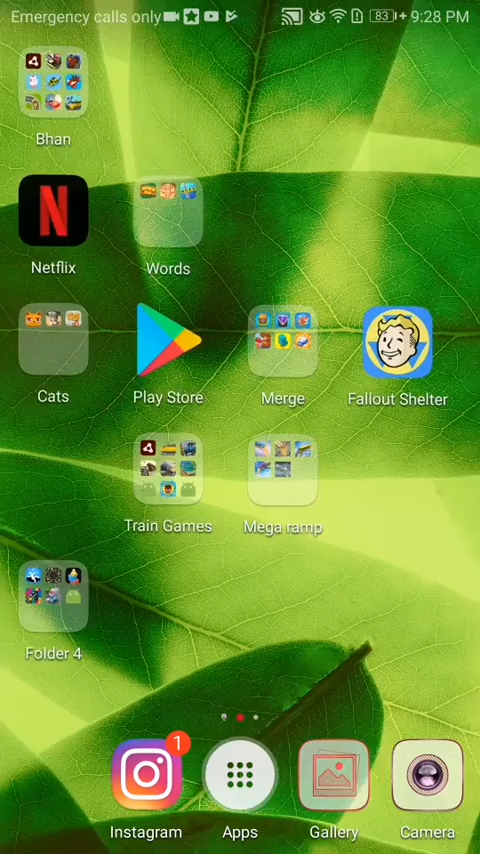 Emergency calls only
83 9:28 PM
Bhan
N
Netflix
Words
Cats
Play Store
Merge
Fallout Shelter
Train Games
Mega ramp
Folder 4
1
Instagram
Apps
Gallery
Camera